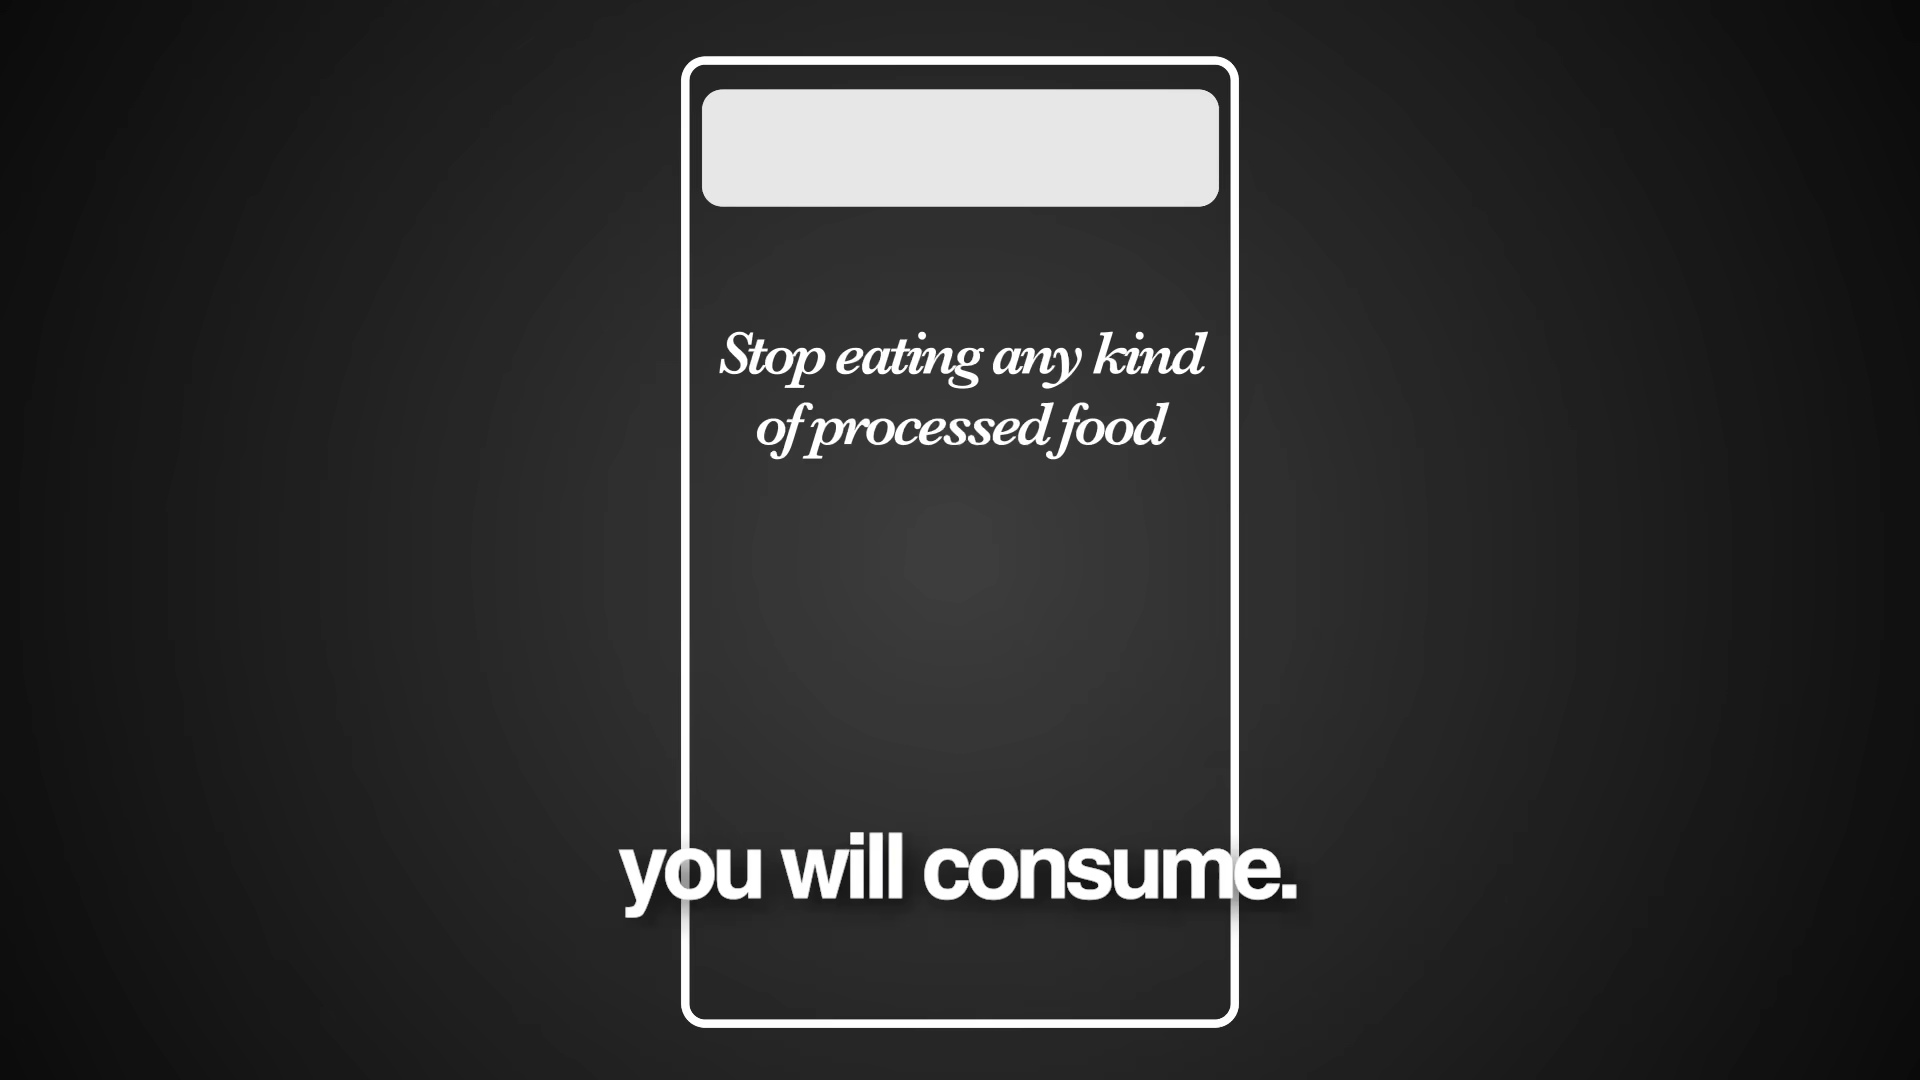 Stop eating any kind
of processed food
you will consume.